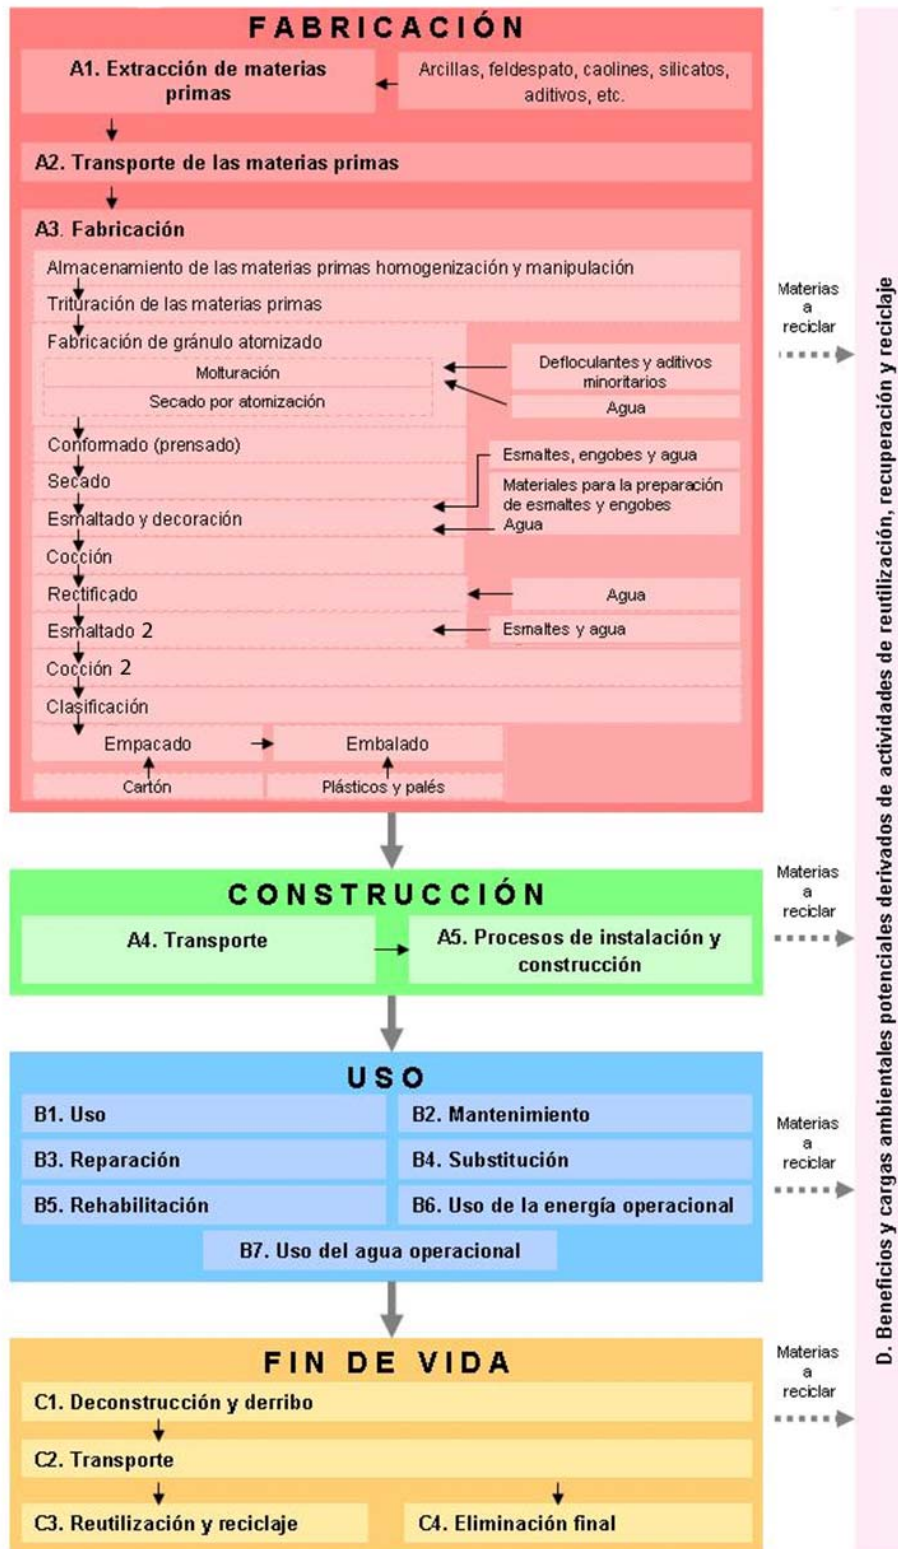 FABRICACIÓN
A1. Extracción de materias
primas
Arcillas, feldespato, caolines, silicatos,
aditivos, etc.
A2. Transporte de las materias primas
A3. Fabricación
Almacenamiento de las materias primas homogenización y manipulación
Trituración de las materias primas
Fabricación de gránulo atomizado
Molturación
Secado por atomización
Defloculantes y aditivos
minoritarios
Agua
Conformado (prensado)
Secado
Esmaltado y decoración
Esmaltes, engobes y agua
Materiales para la preparación
de esmaltes y engobes
Agua
Cocción
Rectificado
Agua
Esmaltado 2
Esmaltes y agua
Cocción 2
Clasificación
Empacado
Embalado
Cartón
Plásticos y palés
Materias
a
reciclar
CONSTRUCCIÓN
A4. Transporte
A5. Procesos de instalación y
construcción
Materias
a
reciclar
USO
B1. Uso
B2. Mantenimiento
B3. Reparación
B4. Substitución
B5. Rehabilitación
B6. Uso de la energía operacional
B7. Uso del agua operacional
Materias
a
reciclar
FIN DE VIDA
C1. Deconstrucción y derribo
C2. Transporte
C3. Reutilización y reciclaje
C4. Eliminación final
Materias
a
reciclar
D. Beneficios y cargas ambientales potenciales derivados de actividades de reutilización, recuperación y reciclaje